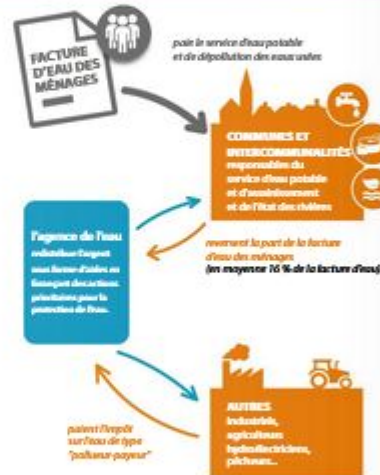 FACTURE
D'EAU DES
MÉNAGES
paie le service d'eau potable
et de dépollution des eaux usées
COMMUNES ET
INTERCOMMUNALITÉS
responsables du
service d'eau potable
et d'assainissement
et de l'état des rivières
l'agence de l'eau
redistribue l'argent
sous forme d'aides en
finançant des actions
prioritaires pour la
protection de l'eau.
reversent la part de la facture
d'eau des ménages
(en moyenne 16 % de la facture d'eau)
paient l'impôt
sur l'eau de type
"pollueur-payeur"
AUTRES
industriels,
agriculteurs
hydroélectriciens,
pêcheurs...